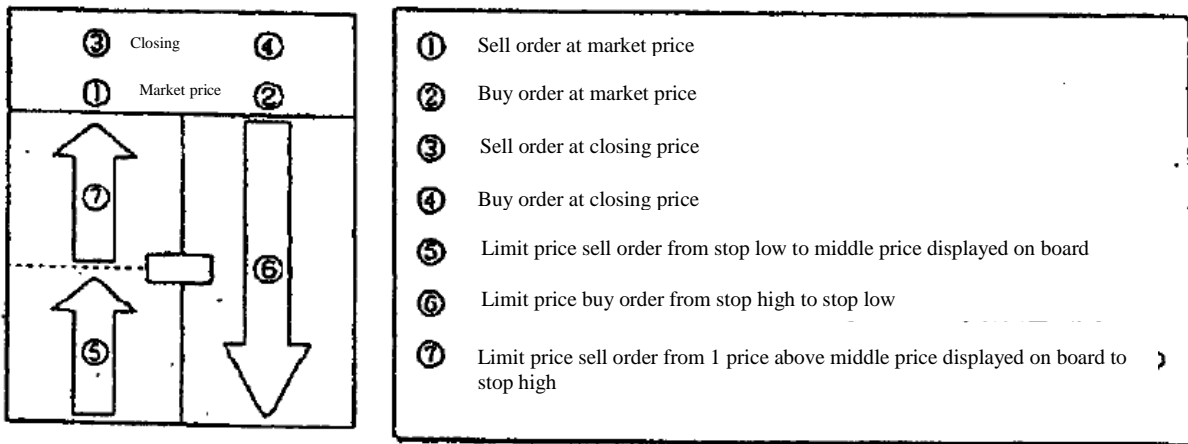 ③ Closing ④
① Market price ②
⑦
⑥
⑤
① Sell order at market price
② Buy order at market price
③ Sell order at closing price
④ Buy order at closing price
⑤ Limit price sell order from stop low to middle price displayed on board
⑥ Limit price buy order from stop high to stop low
⑦ Limit price sell order from 1 price above middle price displayed on board to
stop high